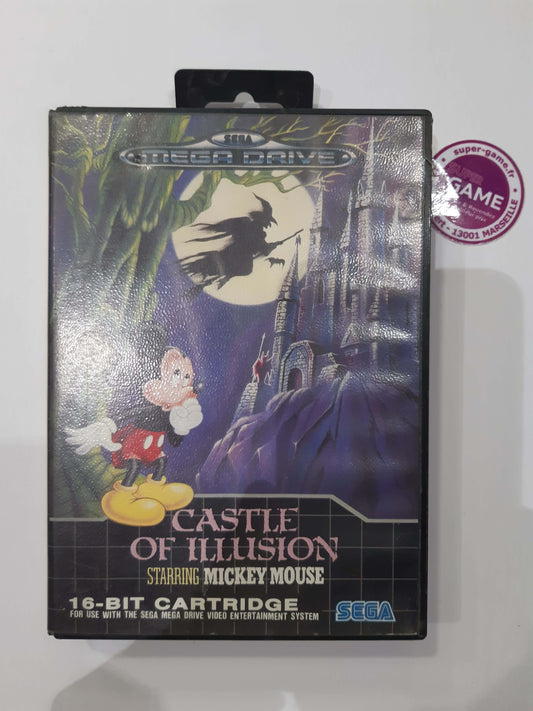 SEGA
MEGA DRIVE
super-game.fr
SUPER
GAME
13001 MARSEILLE
CASTLE
OF ILLUSION
STARRING MICKEY MOUSE
16-BIT CARTRIDGE
FOR USE WITH THE SEGA MEGA DRIVE VIDEO ENTERTAINMENT SYSTEM
SEGA